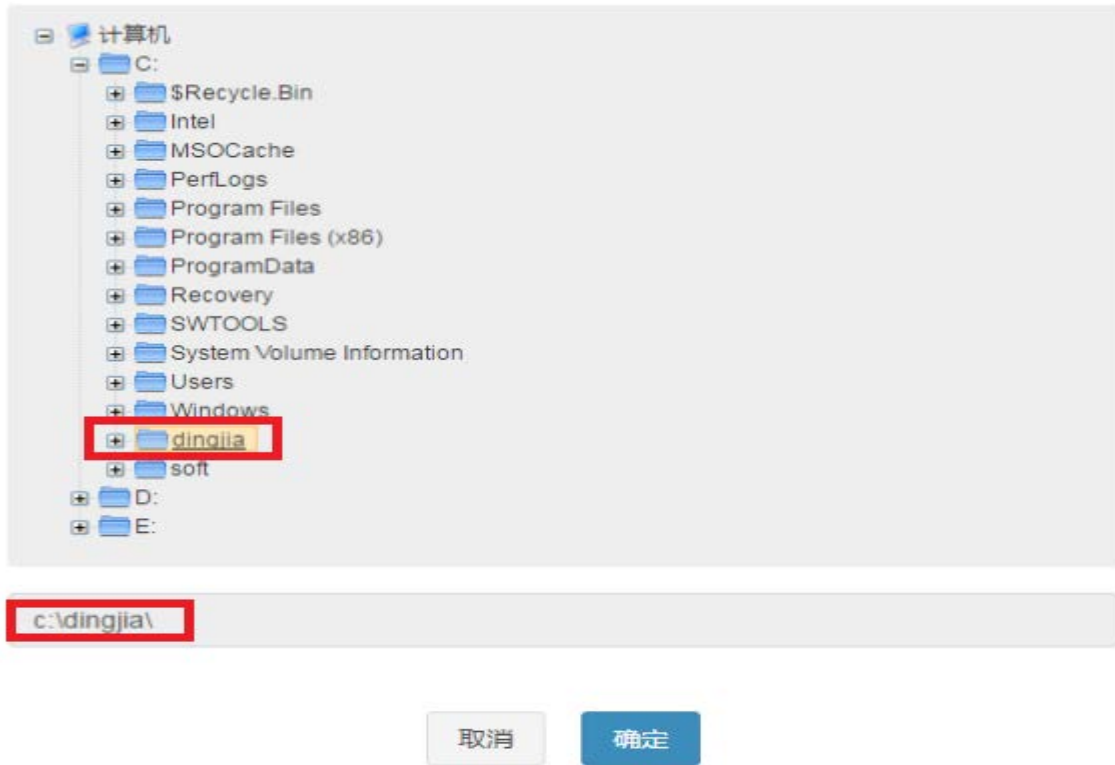 计算机
C:
$Recycle.Bin
Intel
MSOCache
PerfLogs
Program Files
Program Files (x86)
ProgramData
Recovery
SWTOOLS
System Volume Information
Users
Windows
dingjia
soft
D:
E:
c:\dingjia\
取消 确定